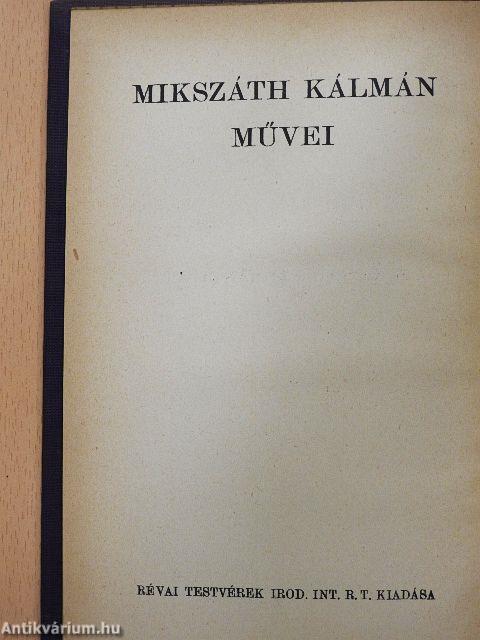 MIKSZÁTH KÁLMÁN
MŰVEI
RÉVAI TESTVÉREK IROD. INT. R. T. KIADÁSA
Antikvárium.hu